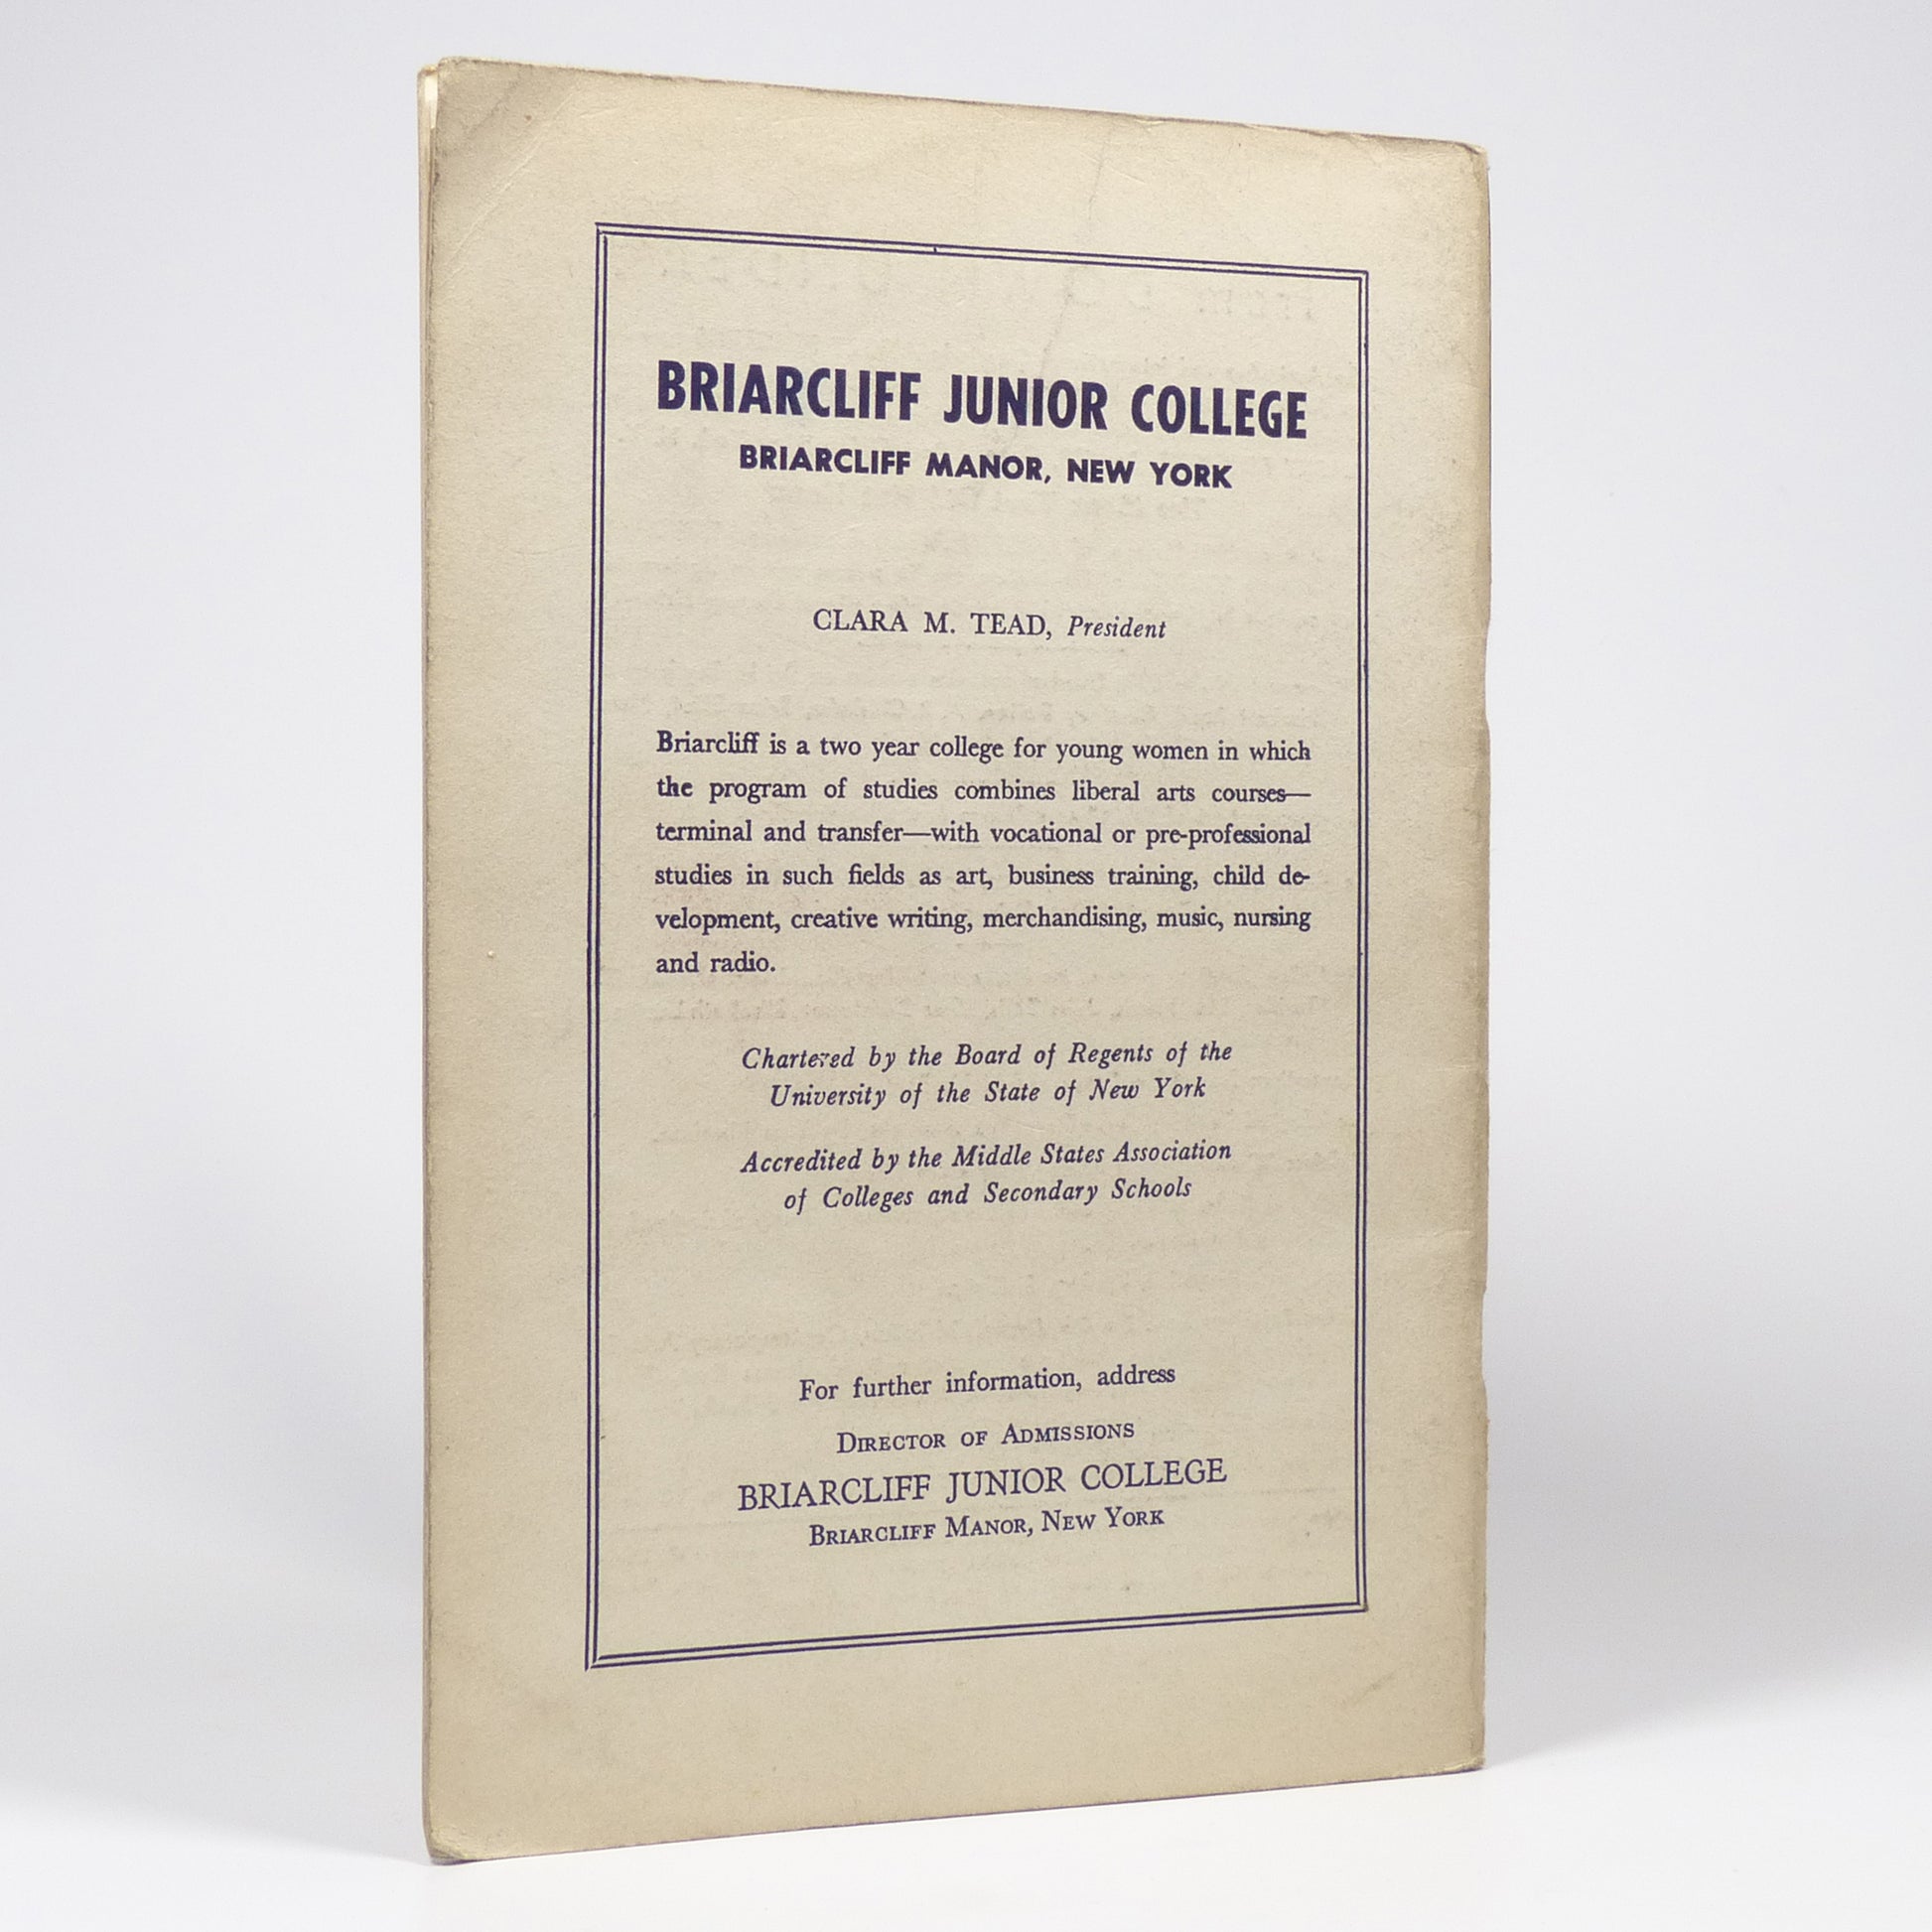 BRIARCLIFF JUNIOR COLLEGE
BRIARCLIFF MANOR, NEW YORK
CLARA M. TEAD, President
Briarcliff is a two year college for young women in which
the program of studies combines liberal arts courses—
terminal and transfer—with vocational or pre-professional
studies in such fields as art, business training, child de-
velopment, creative writing, merchandising, music, nursing
and radio.
Chartered by the Board of Regents of the
University of the State of New York
Accredited by the Middle States Association
of Colleges and Secondary Schools
For further information, address
DIRECTOR OF ADMISSIONS
BRIARCLIFF JUNIOR COLLEGE
BRIARCLIFF MANOR, NEW YORK